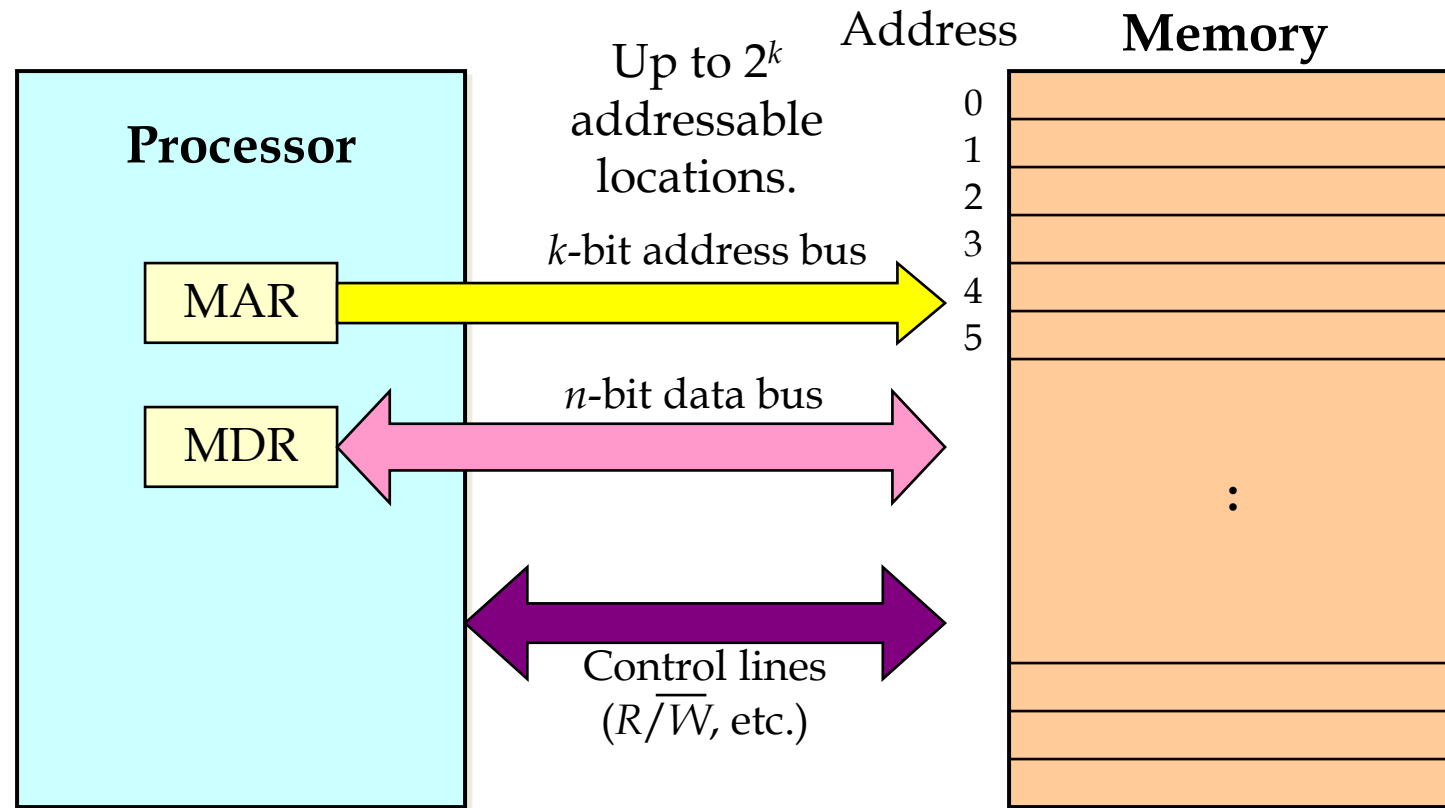 Address
Memory
Up to 2ᵏ
addressable
locations.
Processor
0
1
2
3
4
5
k-bit address bus
MAR
n-bit data bus
MDR
:
Control lines
(R/W̅, etc.)